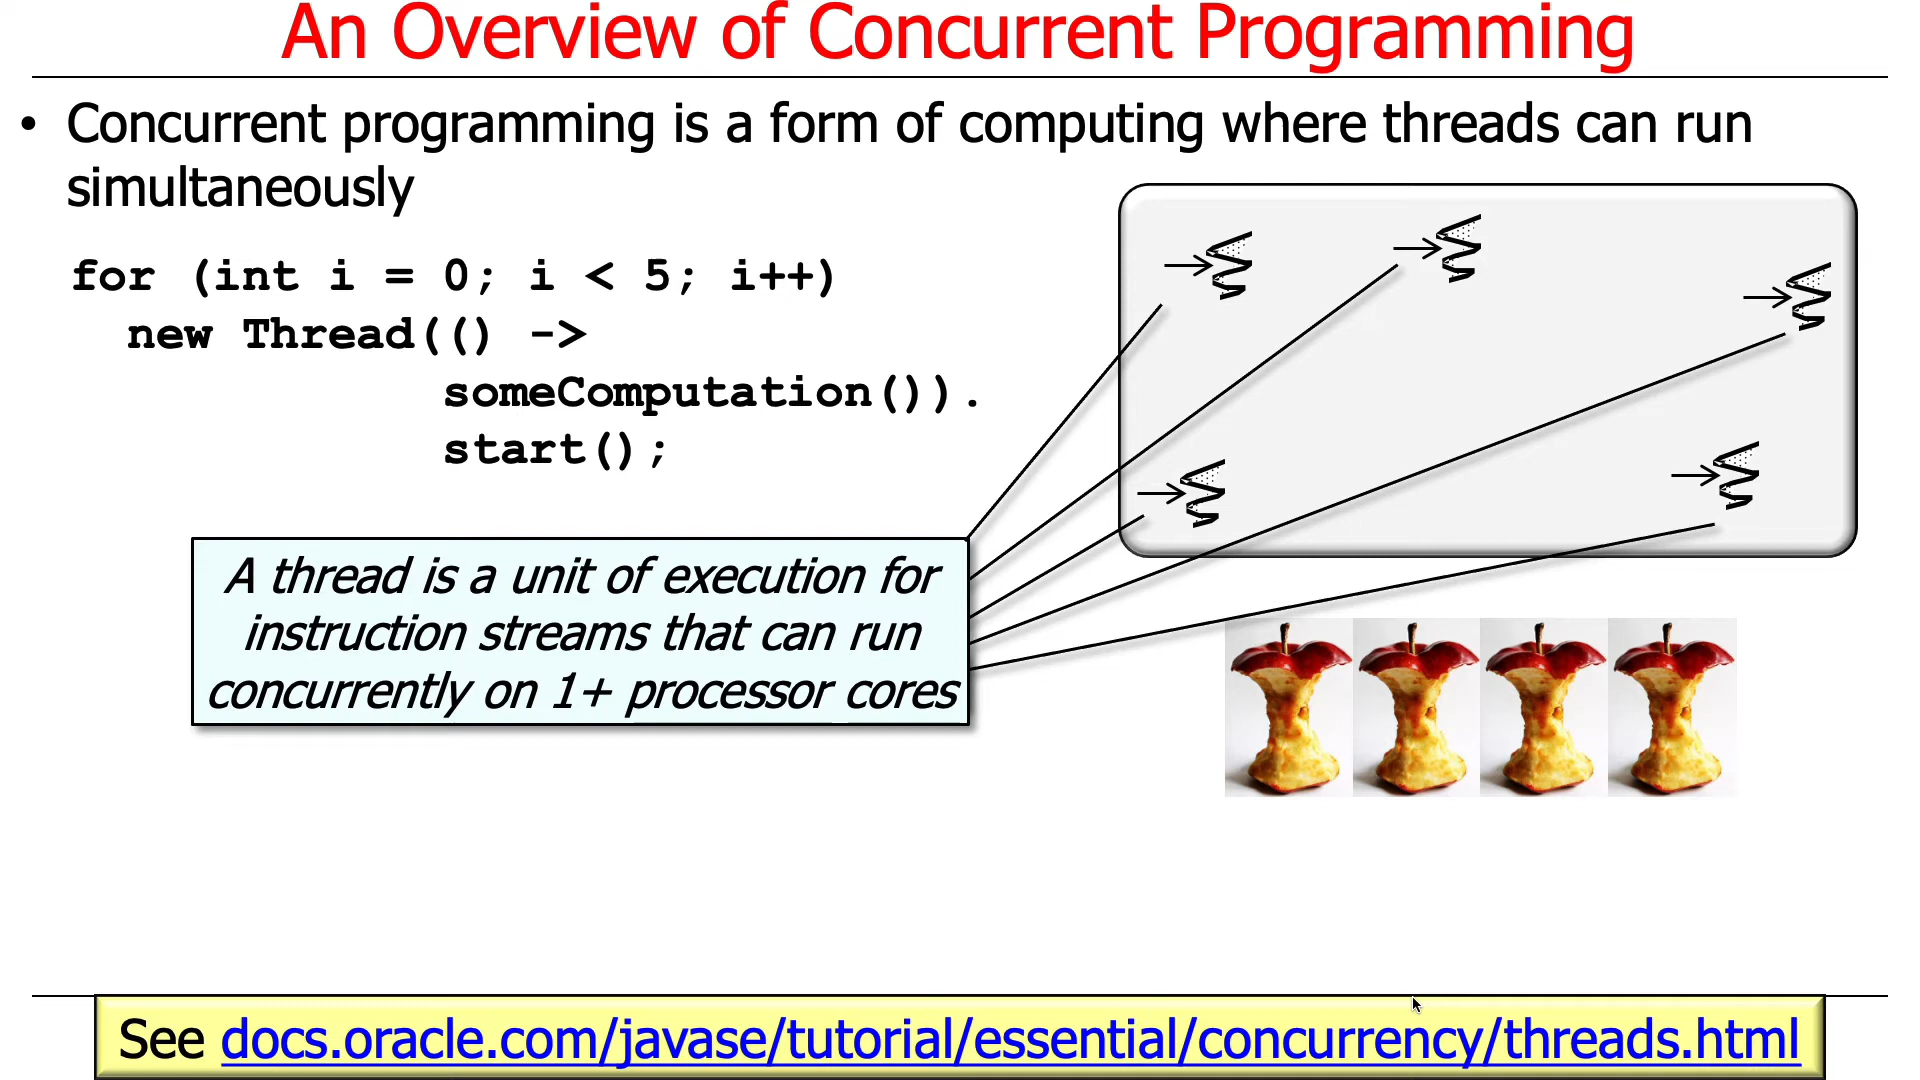 An Overview of Concurrent Programming
• Concurrent programming is a form of computing where threads can run
simultaneously
for (int i = 0; i < 5; i++)
new Thread(() ->
someComputation()).
start();
A thread is a unit of execution for
instruction streams that can run
concurrently on 1+ processor cores
See docs.oracle.com/javase/tutorial/essential/concurrency/threads.html